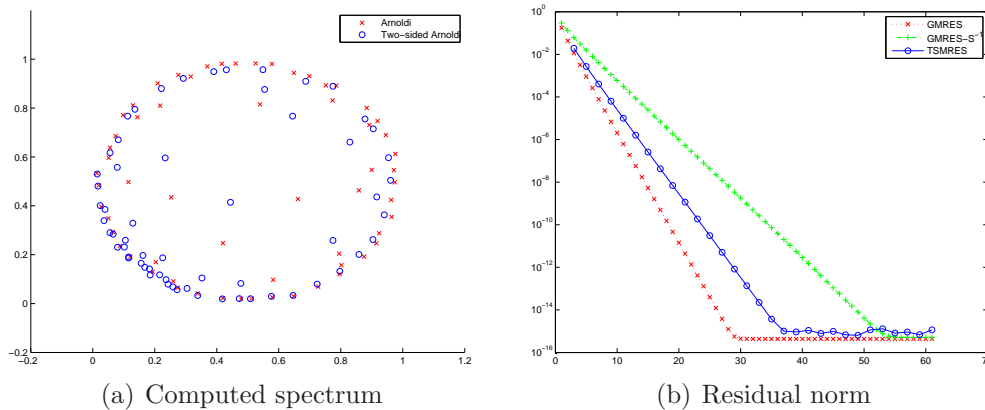 Arnoldi
Two-sided Arnoldi
1
0.8
0.6
0.4
0.2
0
−0.2
−0.2 0 0.2 0.4 0.6 0.8 1 1.2
(a) Computed spectrum
GMRES
GMRES−S⁻¹
TSMRES
10⁰
10⁻²
10⁻⁴
10⁻⁶
10⁻⁸
10⁻¹⁰
10⁻¹²
10⁻¹⁴
10⁻¹⁶
0 10 20 30 40 50 60 7
(b) Residual norm